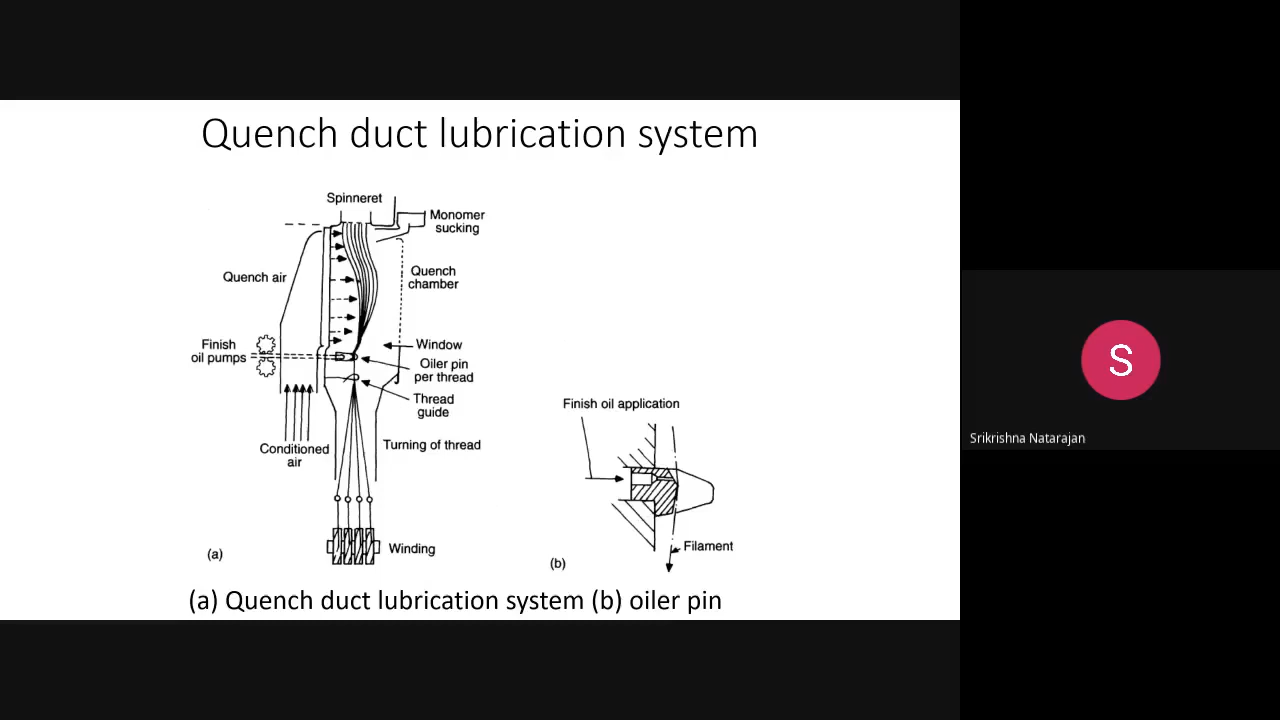 Quench duct lubrication system
Spinneret
Monomer
sucking
Quench air
Quench
chamber
Finish
oil pumps
Window
Oiler pin
per thread
Thread
guide
Conditioned
air
Turning of thread
(a)
Winding
Finish oil application
Filament
(b)
(a) Quench duct lubrication system (b) oiler pin
S
Srikrishna Natarajan